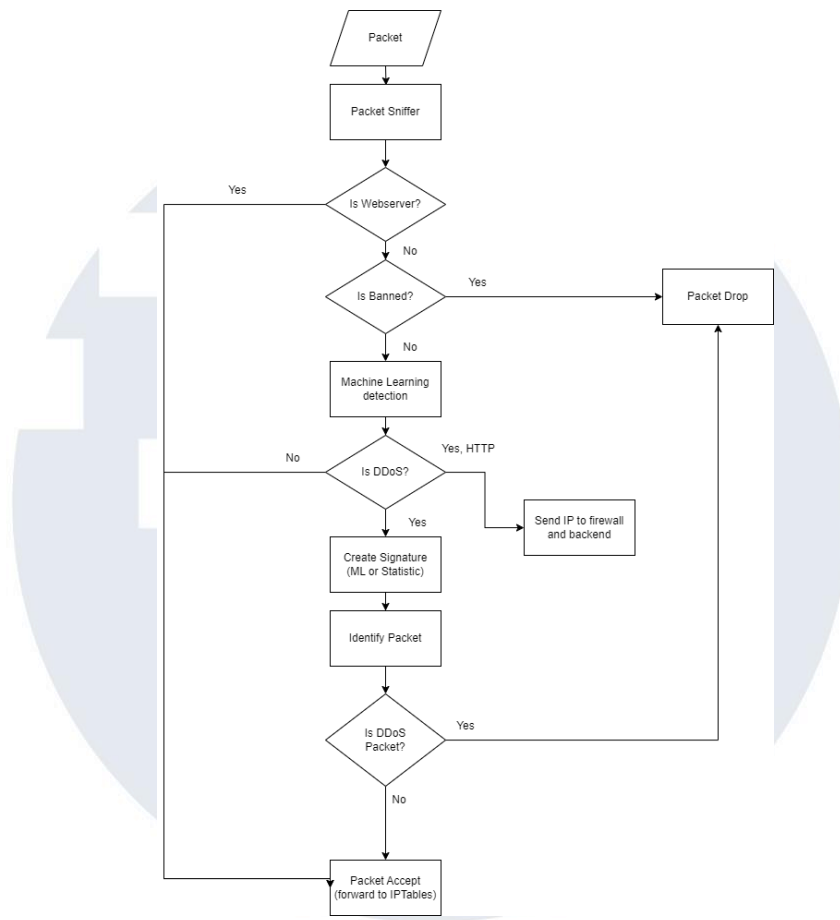 Packet
Packet Sniffer
Yes
Is Webserver?
No
Is Banned?
Yes
Packet Drop
No
Machine Learning
detection
Yes, HTTP
No
Is DDoS?
Send IP to firewall
and backend
Yes
Create Signature
(ML or Statistic)
Identify Packet
Is DDoS
Packet?
Yes
No
Packet Accept
(forward to IPTables)